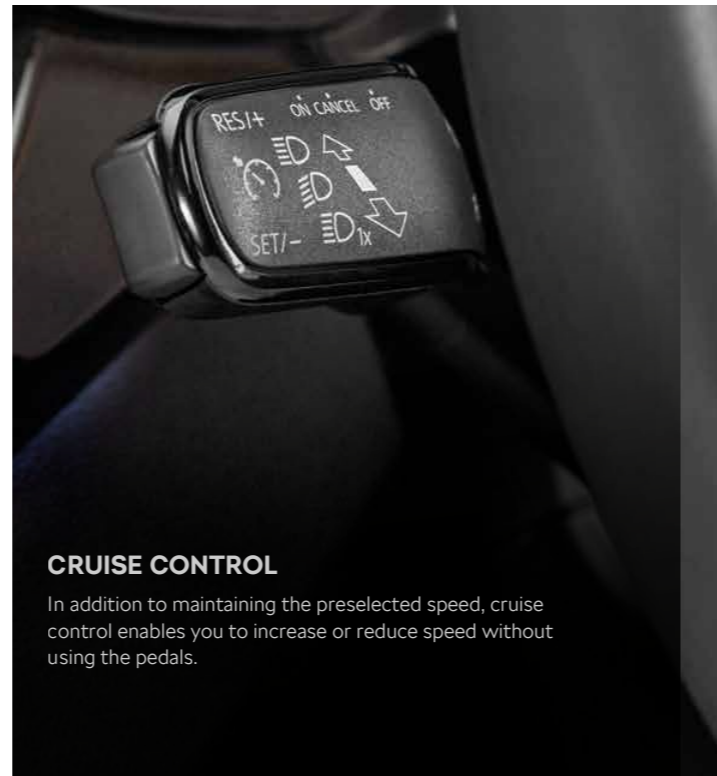 RES/+ ON CANCEL OFF
SET/- 1x
CRUISE CONTROL
In addition to maintaining the preselected speed, cruise
control enables you to increase or reduce speed without
using the pedals.